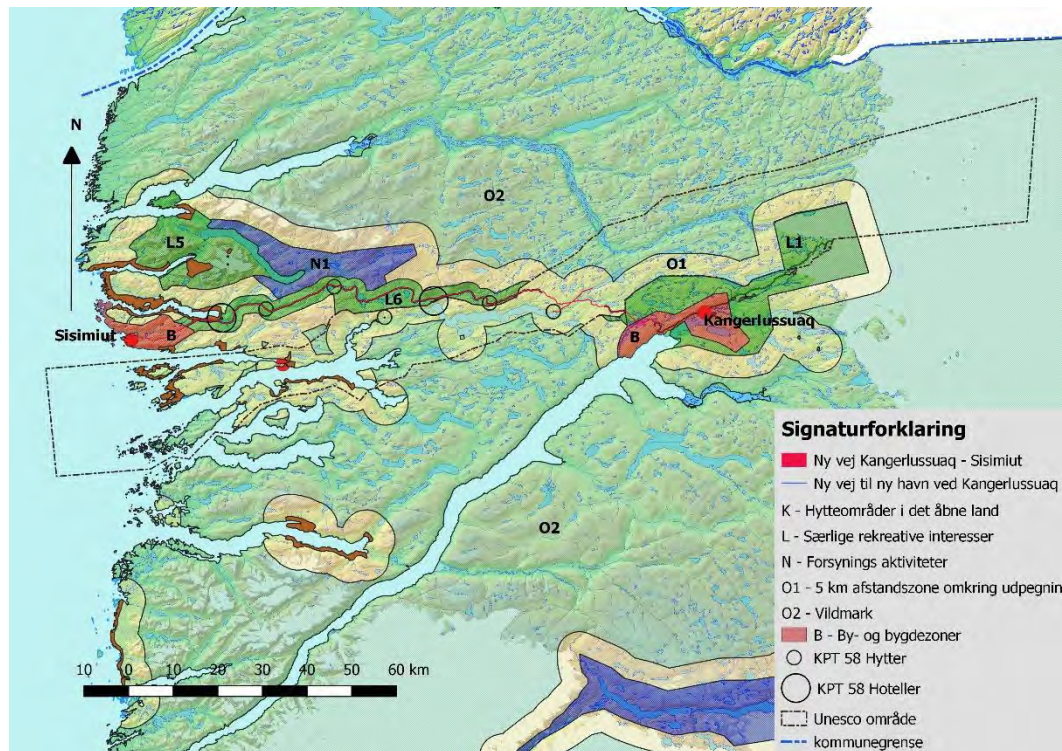 N
O2
L5
N1
O1
L1
L6
Kangerlussuaq
Sisimiut
B
B
O2
10 0 10 20 30 40 50 60 km
Signaturforklaring
Ny vej Kangerlussuaq - Sisimiut
Ny vej til ny havn ved Kangerlussuaq
K - Hytteområder i det åbne land
L - Særlige rekreative interesser
N - Forsynings aktiviteter
O1 - 5 km afstandszone omkring udpegnin
O2 - Vildmark
B - By- og bygdezoner
KPT 58 Hytter
KPT 58 Hoteller
Unesco område
kommunegrense